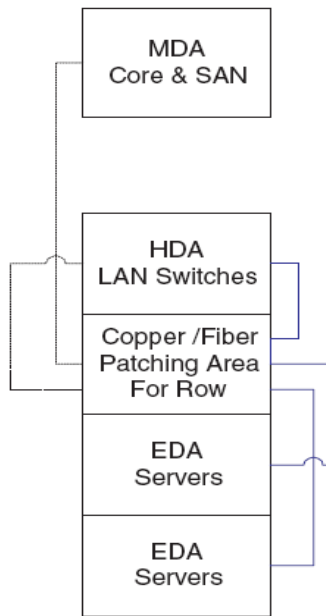 MDA
Core & SAN
HDA
LAN Switches
Copper /Fiber
Patching Area
For Row
EDA
Servers
EDA
Servers